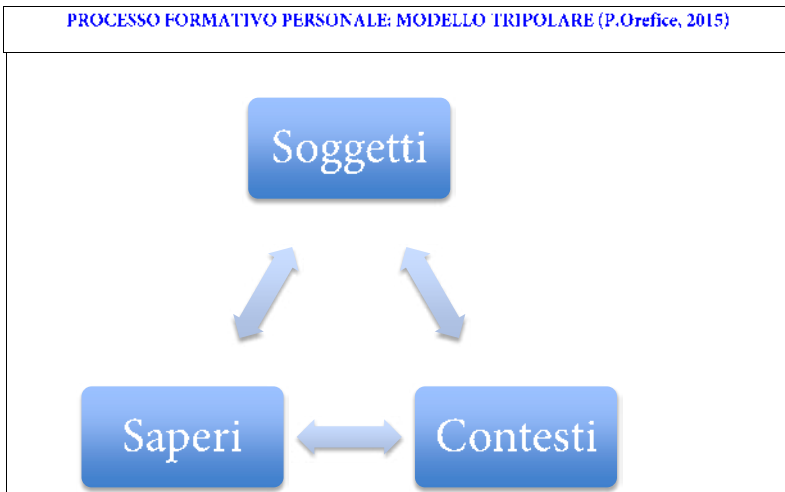 PROCESSO FORMATIVO PERSONALE: MODELLO TRIPOLARE (P.Orefice, 2015)
Soggetti
Saperi
Contesti